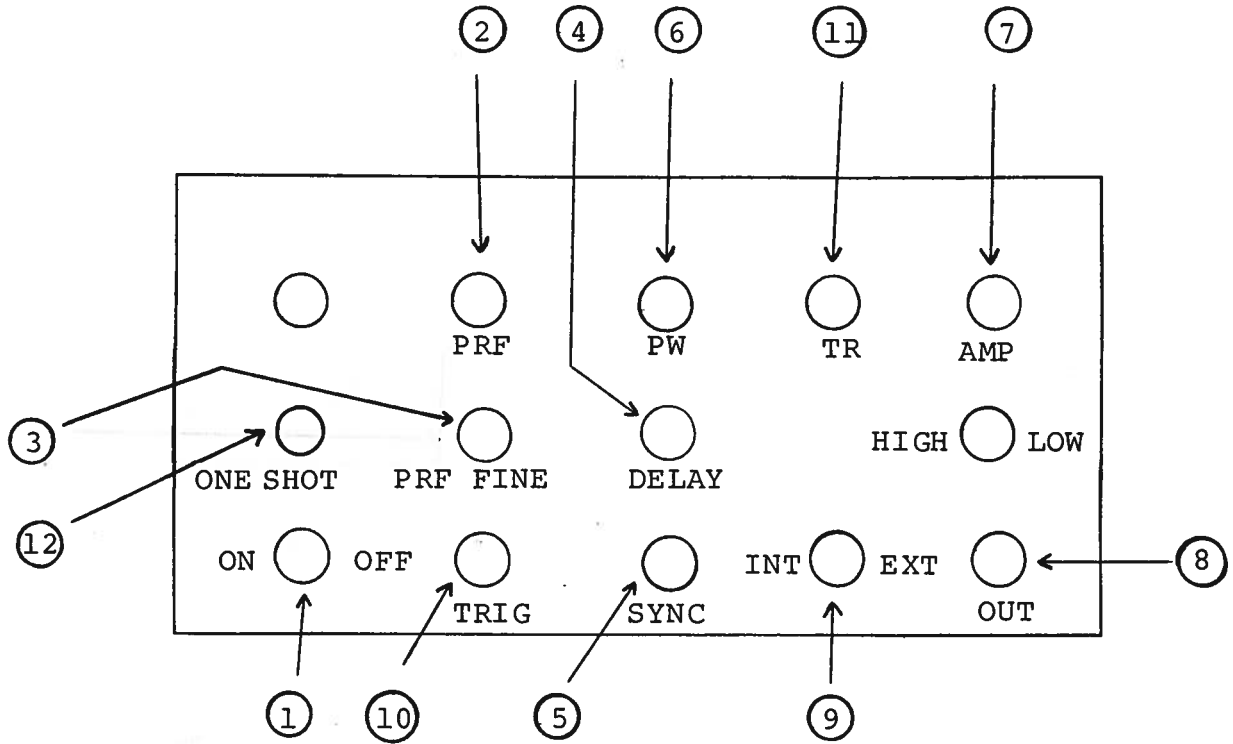 2 4 6 11 7
PRF PW TR AMP
3
HIGH LOW
ONE SHOT PRF FINE DELAY
12
ON OFF INT EXT 8
TRIG SYNC OUT
1 10 5 9